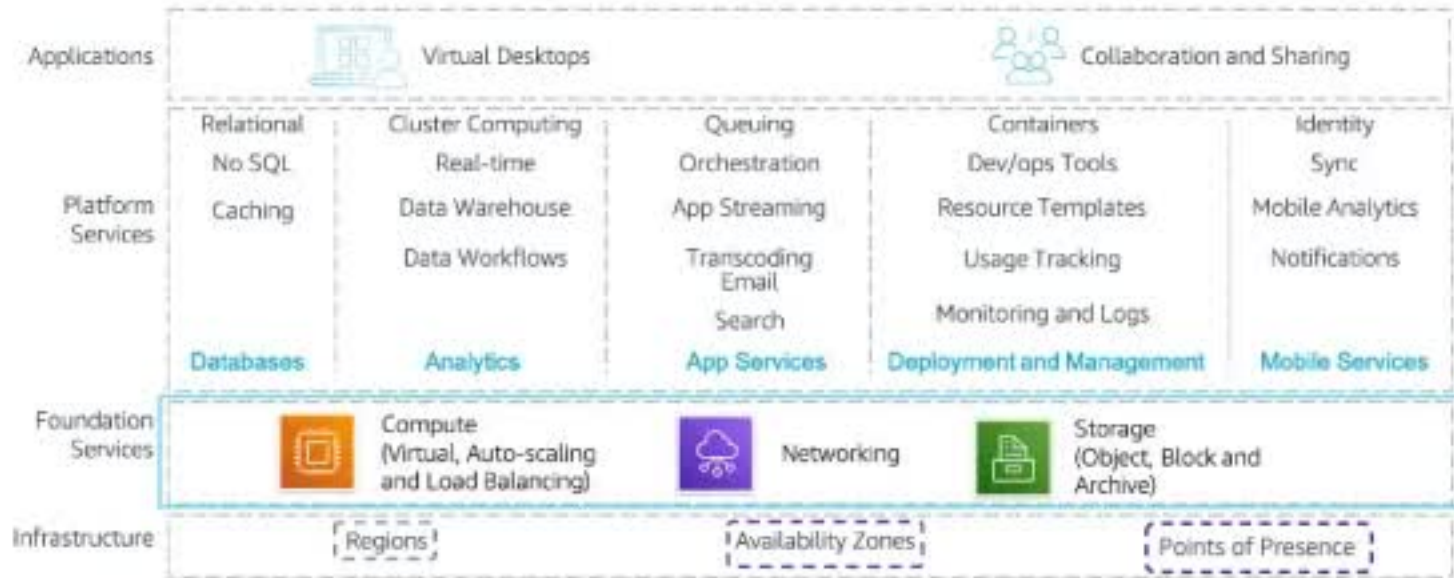 Applications
Virtual Desktops
Collaboration and Sharing
Platform
Services
Relational
No SQL
Caching
Databases
Cluster Computing
Real-time
Data Warehouse
Data Workflows
Analytics
Queuing
Orchestration
App Streaming
Transcoding
Email
Search
App Services
Containers
Dev/ops Tools
Resource Templates
Usage Tracking
Monitoring and Logs
Deployment and Management
Identity
Sync
Mobile Analytics
Notifications
Mobile Services
Foundation
Services
Compute
(Virtual, Auto-scaling
and Load Balancing)
Networking
Storage
(Object, Block and
Archive)
Infrastructure
Regions
Availability Zones
Points of Presence